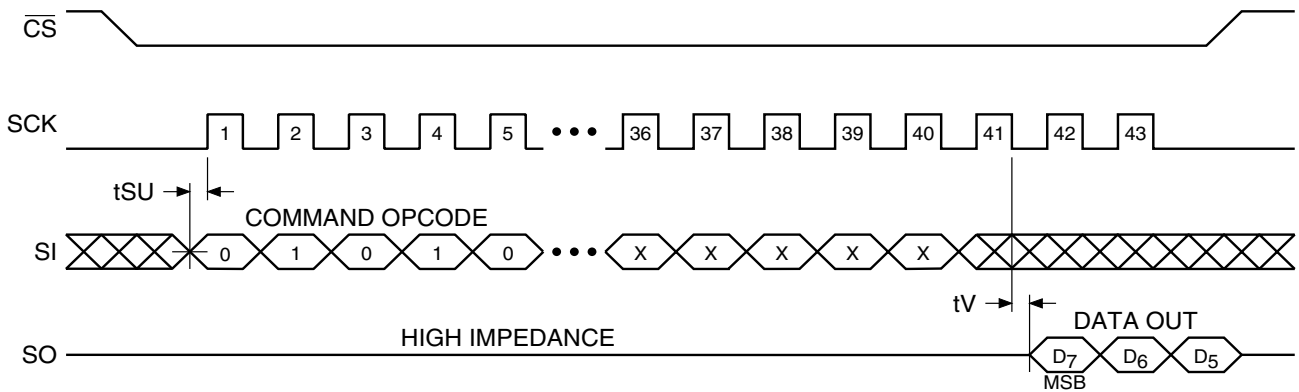 CS
SCK 1 2 3 4 5 ••• 36 37 38 39 40 41 42 43
tSU
COMMAND OPCODE
SI 0 1 0 1 0 ••• X X X X X
tV
HIGH IMPEDANCE DATA OUT
SO D7 D6 D5
MSB